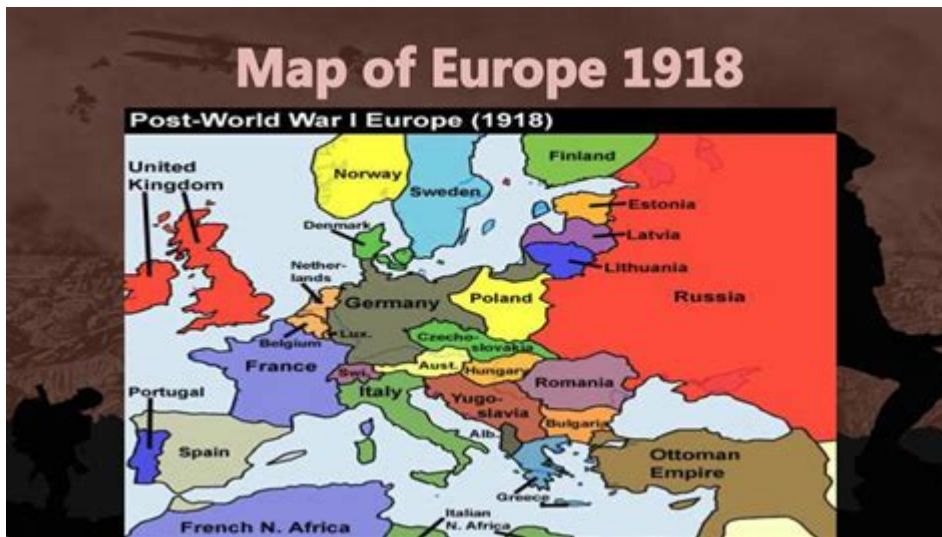 Map of Europe 1918
Post-World War I Europe (1918)
United
Kingdom
Norway
Sweden
Finland
Denmark
Estonia
Latvia
Lithuania
Nether-
lands
Germany
Poland
Russia
Belgium
Lux.
Czecho-
slovakia
France
Swi.
Aust.
Hungary
Romania
Portugal
Italy
Yugo-
slavia
Bulgaria
Spain
Alb.
Ottoman
Empire
Greece
French N. Africa
Italian
N. Africa